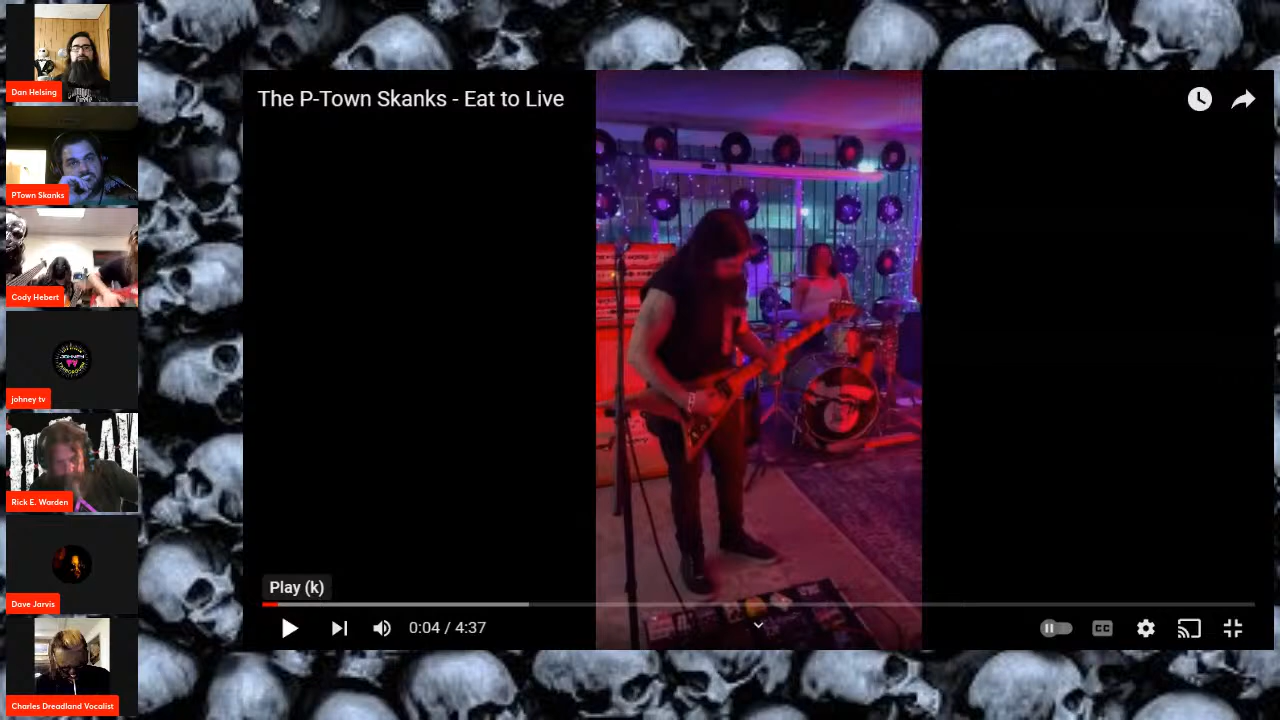 Dan Helsing
PTown Skanks
Cody Hebert
johney tv
Rick E. Warden
Dave Jarvis
Charles Dreadland Vocalist
The P-Town Skanks - Eat to Live
Play (k)
0:04 / 4:37
CC